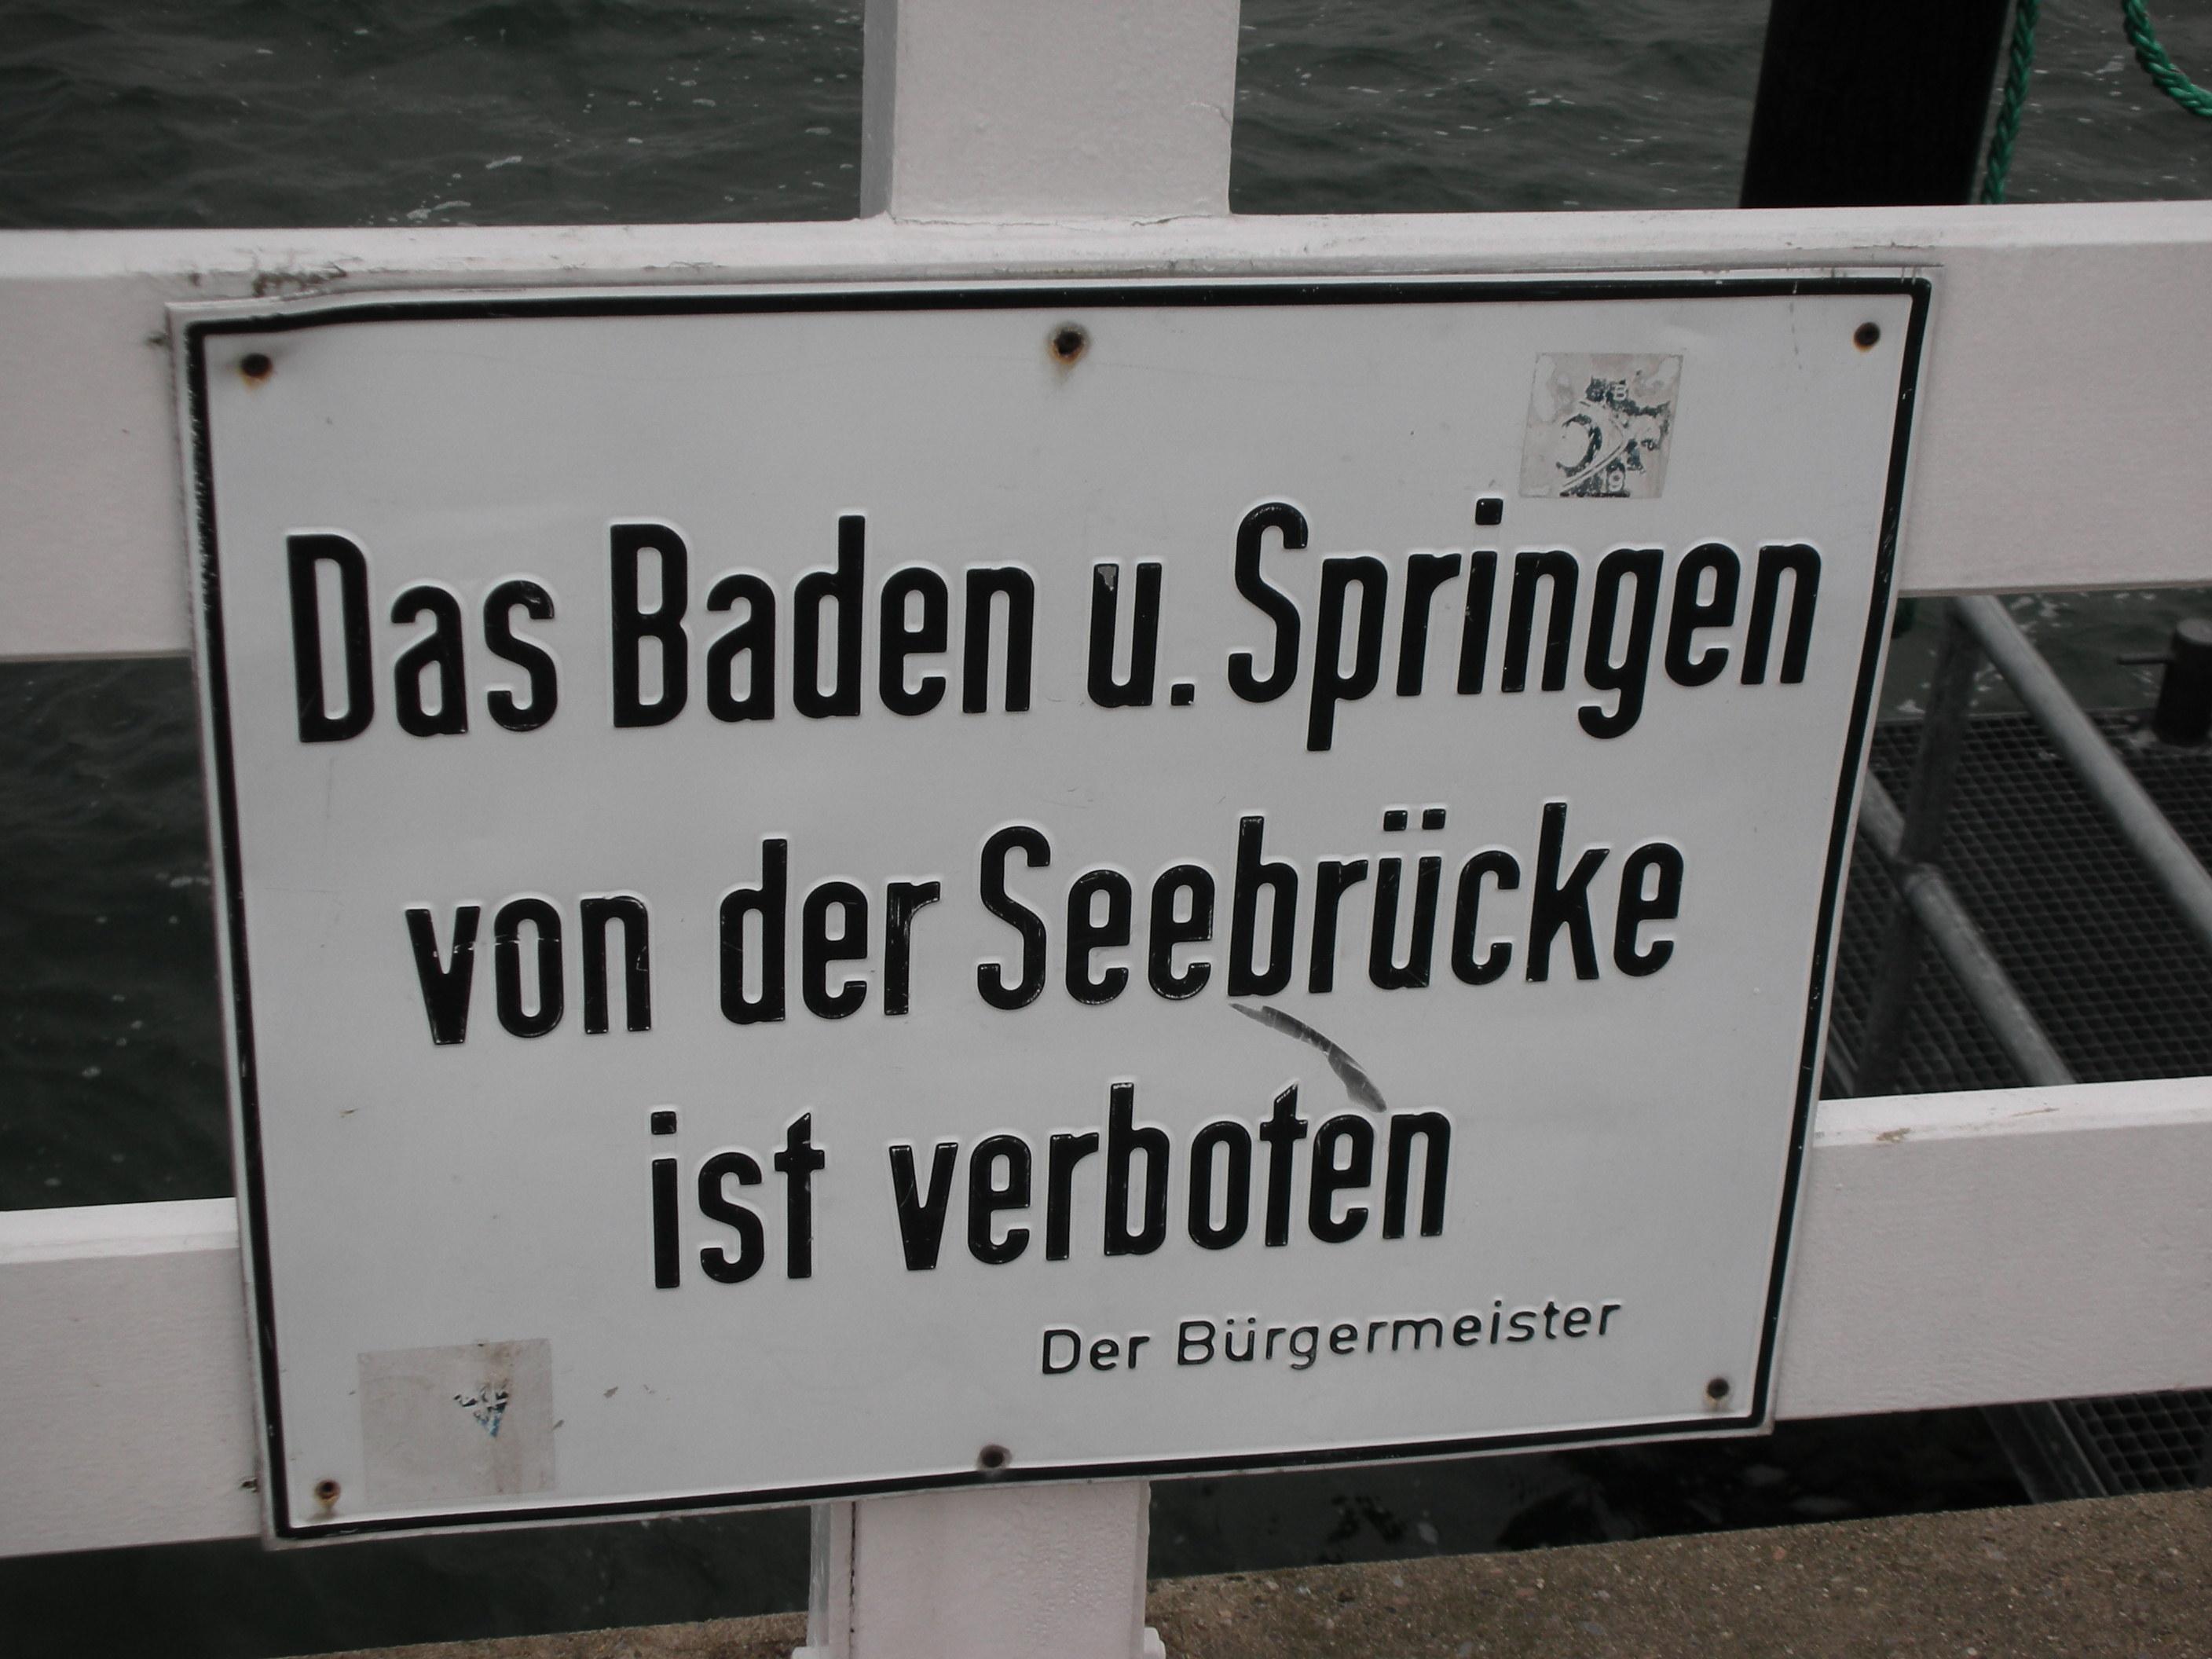 Das Baden u. Springen
von der Seebrücke
ist verboten
Der Bürgermeister